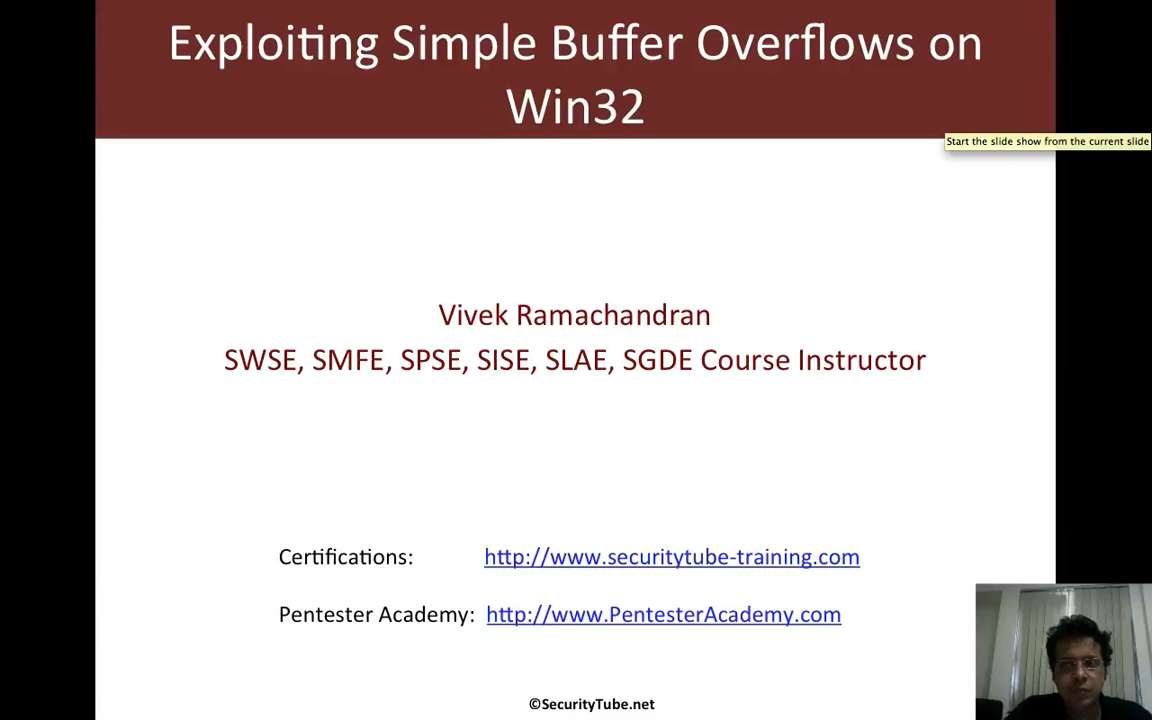 Exploiting Simple Buffer Overflows on
Win32
Start the slide show from the current slide
Vivek Ramachandran
SWSE, SMFE, SPSE, SISE, SLAE, SGDE Course Instructor
Certifications: http://www.securitytube-training.com
Pentester Academy: http://www.PentesterAcademy.com
©SecurityTube.net